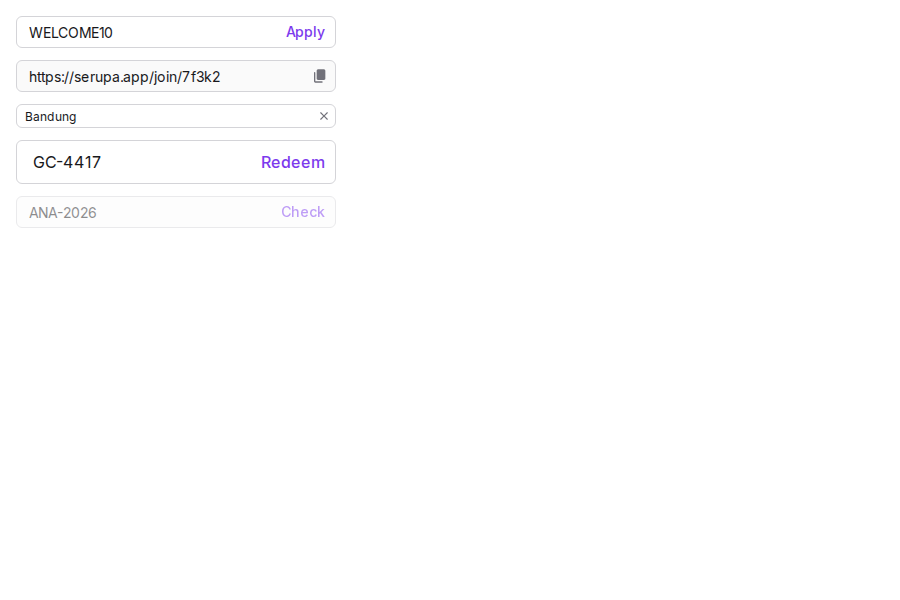 WELCOME10 Apply
https://serupa.app/join/7f3k2
Bandung
GC-4417 Redeem
ANA-2026 Check